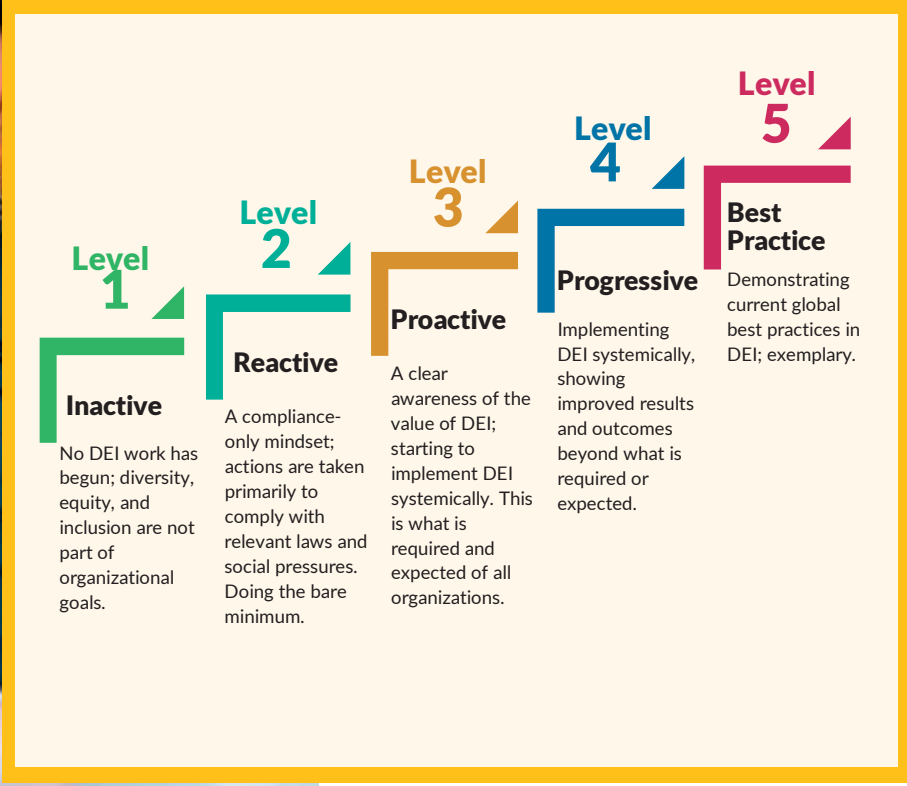 Level
1
Inactive
No DEI work has
begun; diversity,
equity, and
inclusion are not
part of
organizational
goals.
Level
2
Reactive
A compliance-
only mindset;
actions are taken
primarily to
comply with
relevant laws and
social pressures.
Doing the bare
minimum.
Level
3
Proactive
A clear
awareness of the
value of DEI;
starting to
implement DEI
systemically. This
is what is
required and
expected of all
organizations.
Level
4
Progressive
Implementing
DEI systemically,
showing
improved results
and outcomes
beyond what is
required or
expected.
Level
5
Best
Practice
Demonstrating
current global
best practices in
DEI; exemplary.